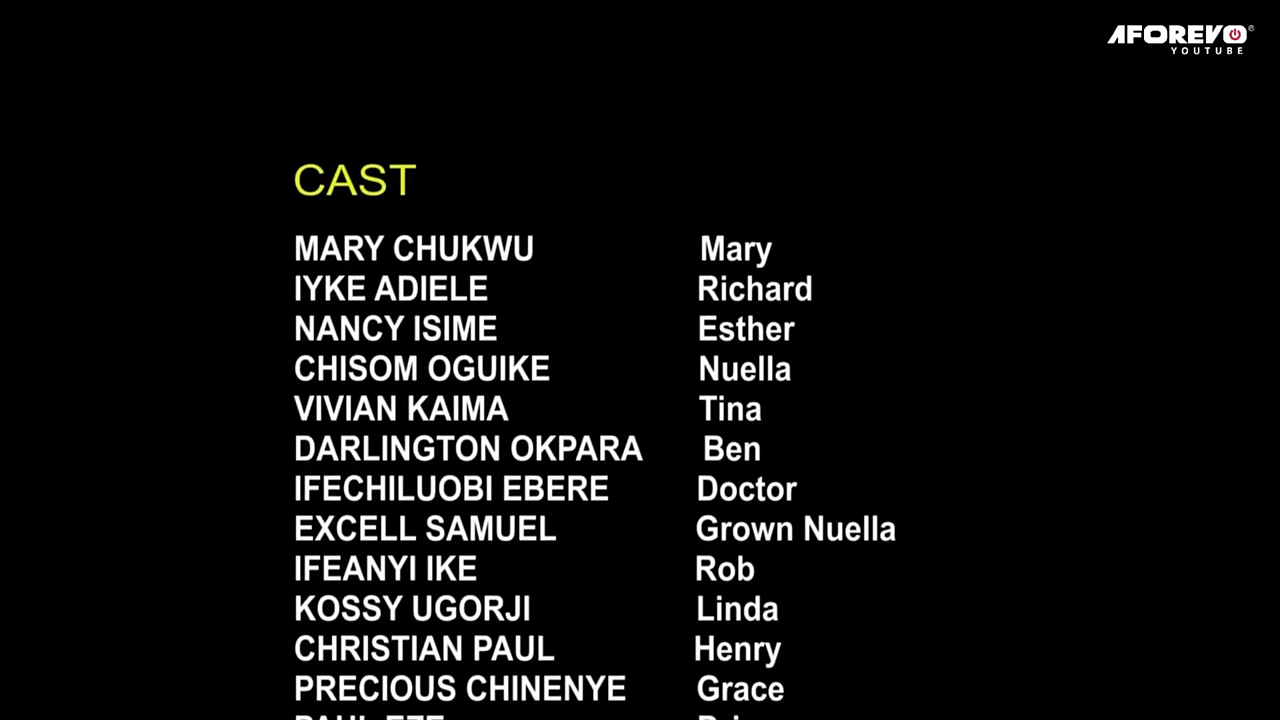 AFOREVO
YOUTUBE
CAST
MARY CHUKWU Mary
IYKE ADIELE Richard
NANCY ISIME Esther
CHISOM OGUIKE Nuella
VIVIAN KAIMA Tina
DARLINGTON OKPARA Ben
IFECHILUOBI EBERE Doctor
EXCELL SAMUEL Grown Nuella
IFEANYI IKE Rob
KOSSY UGORJI Linda
CHRISTIAN PAUL Henry
PRECIOUS CHINENYE Grace